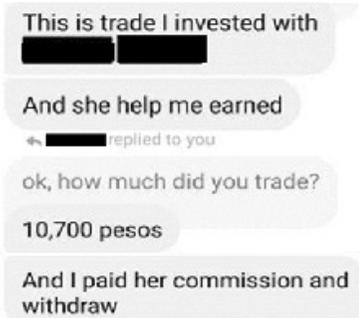 This is trade I invested with
And she help me earned
replied to you
ok, how much did you trade?
10,700 pesos
And I paid her commission and
withdraw